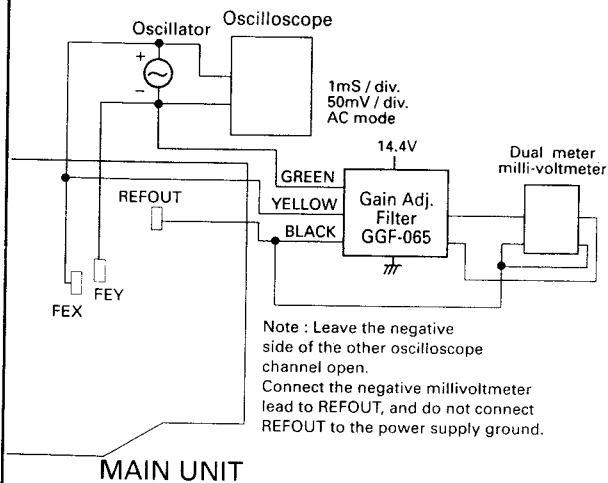 Oscillator
Oscilloscope
+
−
1mS / div.
50mV / div.
AC mode
14.4V
Dual meter
milli-voltmeter
GREEN
REFOUT
YELLOW
BLACK
Gain Adj.
Filter
GGF-065
FEY
FEX
Note : Leave the negative
side of the other oscilloscope
channel open.
Connect the negative millivoltmeter
lead to REFOUT, and do not connect
REFOUT to the power supply ground.
MAIN UNIT